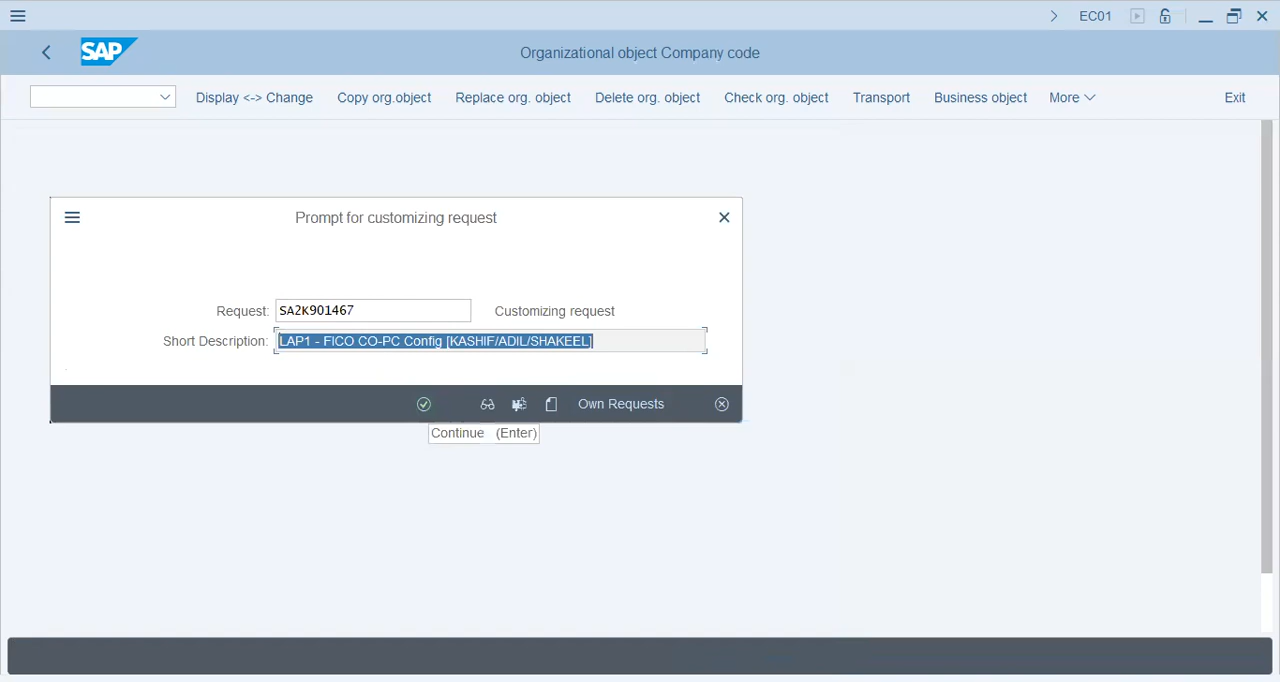 EC01
SAP
Organizational object Company code
Display <-> Change Copy org.object Replace org. object Delete org. object Check org. object Transport Business object More Exit
Prompt for customizing request
Request: SA2K901467 Customizing request
Short Description: LAP1 - FICO CO-PC Config [KASHIF/ADIL/SHAKEEL]
Own Requests
Continue (Enter)